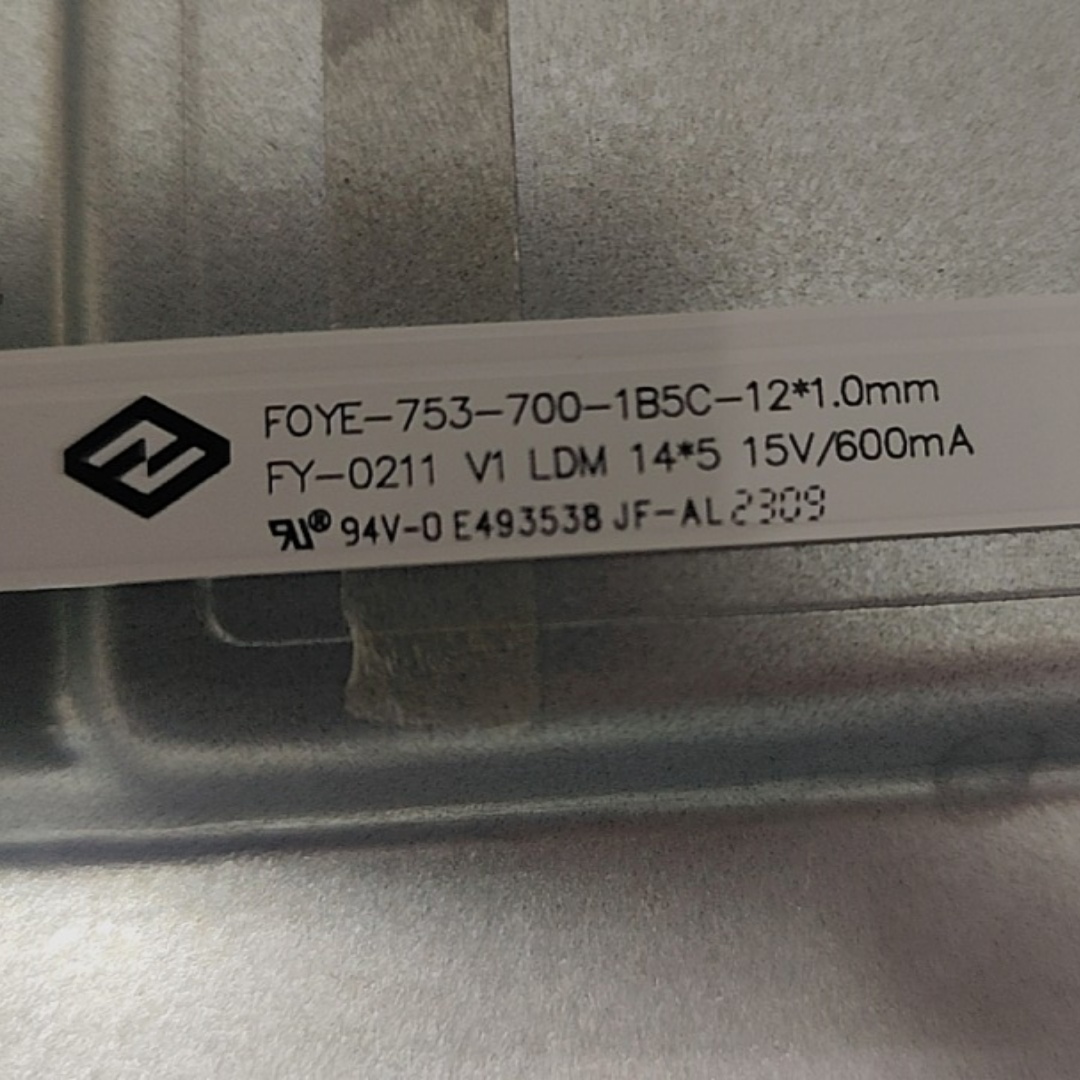 FOYE-753-700-1B5C-12*1.0mm
FY-0211 V1 LDM 14*5 15V/600mA
RU® 94V-0 E493538 JF-AL 2309